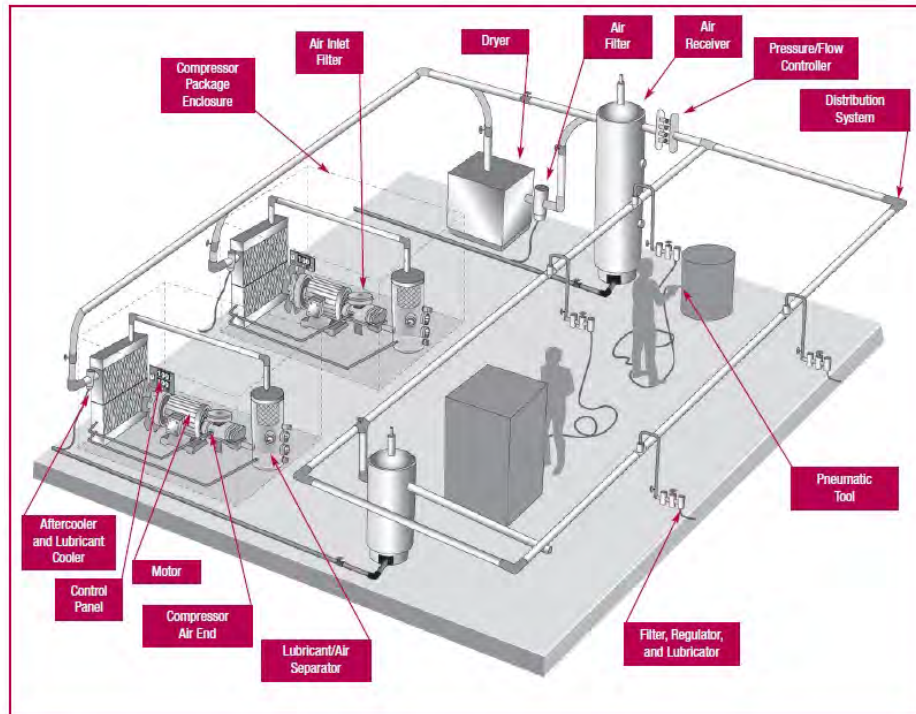 Air Inlet
Filter
Dryer
Air
Filter
Air
Receiver
Pressure/Flow
Controller
Compressor
Package
Enclosure
Distribution
System
Aftercooler
and Lubricant
Cooler
Control
Panel
Motor
Compressor
Air End
Lubricant/Air
Separator
Pneumatic
Tool
Filter, Regulator,
and Lubricator